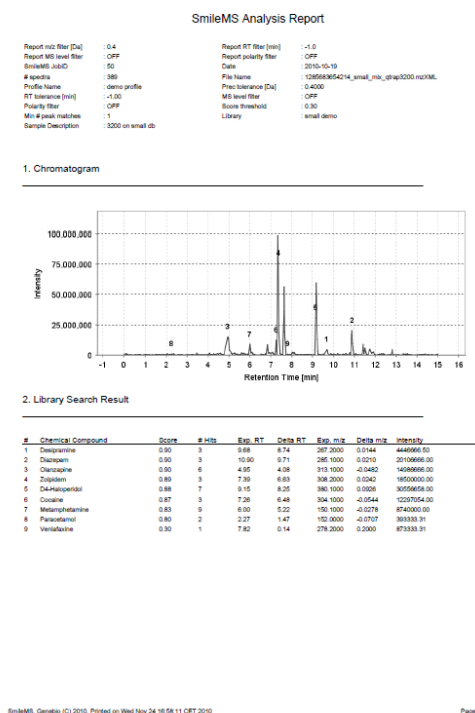 SmileMS Analysis Report
Report m/z filter [Da] : 0.4 Report RT filter [min] : -1.0
Report MS level filter : OFF Report polarity filter : OFF
SmileMS JobID : 50 Date : 2010-10-19
# spectra : 389 File Name : 1285683654214_small_mix_qtrap3200.mzXML
Profile Name : demo profile Prec tolerance [Da] : 0.4000
RT tolerance [min] : -1.00 MS level filter : OFF
Polarity filter : OFF Score threshold : 0.30
Min # peak matches : 1 Library : small demo
Sample Description : 3200 on small db
1. Chromatogram
100,000,000
75,000,000
50,000,000
25,000,000
0
Intensity
8 3 7 6 4 9 5 1 2
-1 0 1 2 3 4 5 6 7 8 9 10 11 12 13 14 15 16
Retention Time [min]
2. Library Search Result
# Chemical Compound Score # Hits Exp. RT Delta RT Exp. m/z Delta m/z Intensity
1 Desipramine 0.90 3 9.68 8.74 267.2000 0.0144 4446666.50
2 Diazepam 0.90 3 10.90 9.71 285.1000 0.0210 20106666.00
3 Olanzapine 0.90 6 4.95 4.08 313.1000 -0.0482 14986666.00
4 Zolpidem 0.89 3 7.39 6.63 308.2000 0.0242 18500000.00
5 D4-Haloperidol 0.88 7 9.15 8.25 380.1000 0.0926 30556658.00
6 Cocaine 0.87 3 7.26 6.48 304.1000 -0.0544 12297054.00
7 Metamphetamine 0.83 9 6.00 5.22 150.1000 -0.0278 8740000.00
8 Paracetamol 0.80 2 2.27 1.47 152.0000 -0.0707 393333.31
9 Venlafaxine 0.30 1 7.82 0.14 278.2000 0.2000 873333.31
SmileMS, Genebio (C) 2010, Printed on Wed Nov 24 16:58:11 CET 2010 Page